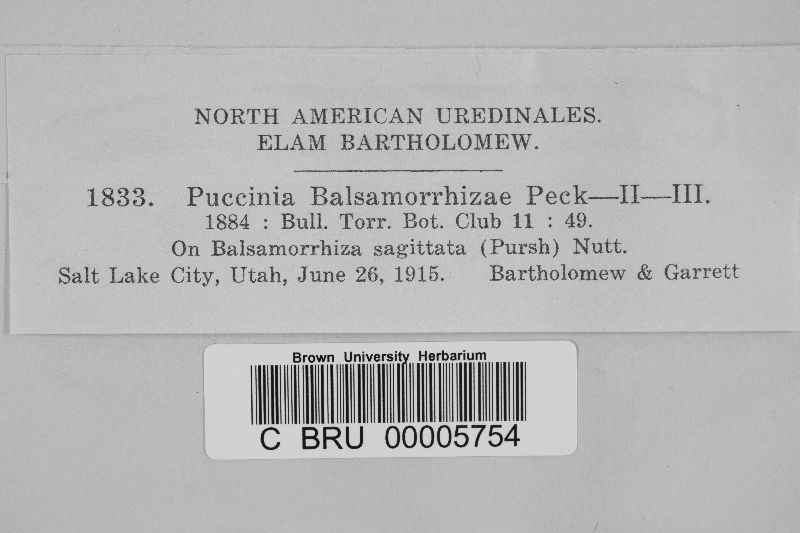 NORTH AMERICAN UREDINALES.
ELAM BARTHOLOMEW.
1833. Puccinia Balsamorrhizae Peck—II—III.
1884 : Bull. Torr. Bot. Club 11 : 49.
On Balsamorrhiza sagittata (Pursh) Nutt.
Salt Lake City, Utah, June 26, 1915. Bartholomew & Garrett
Brown University Herbarium
C BRU 00005754